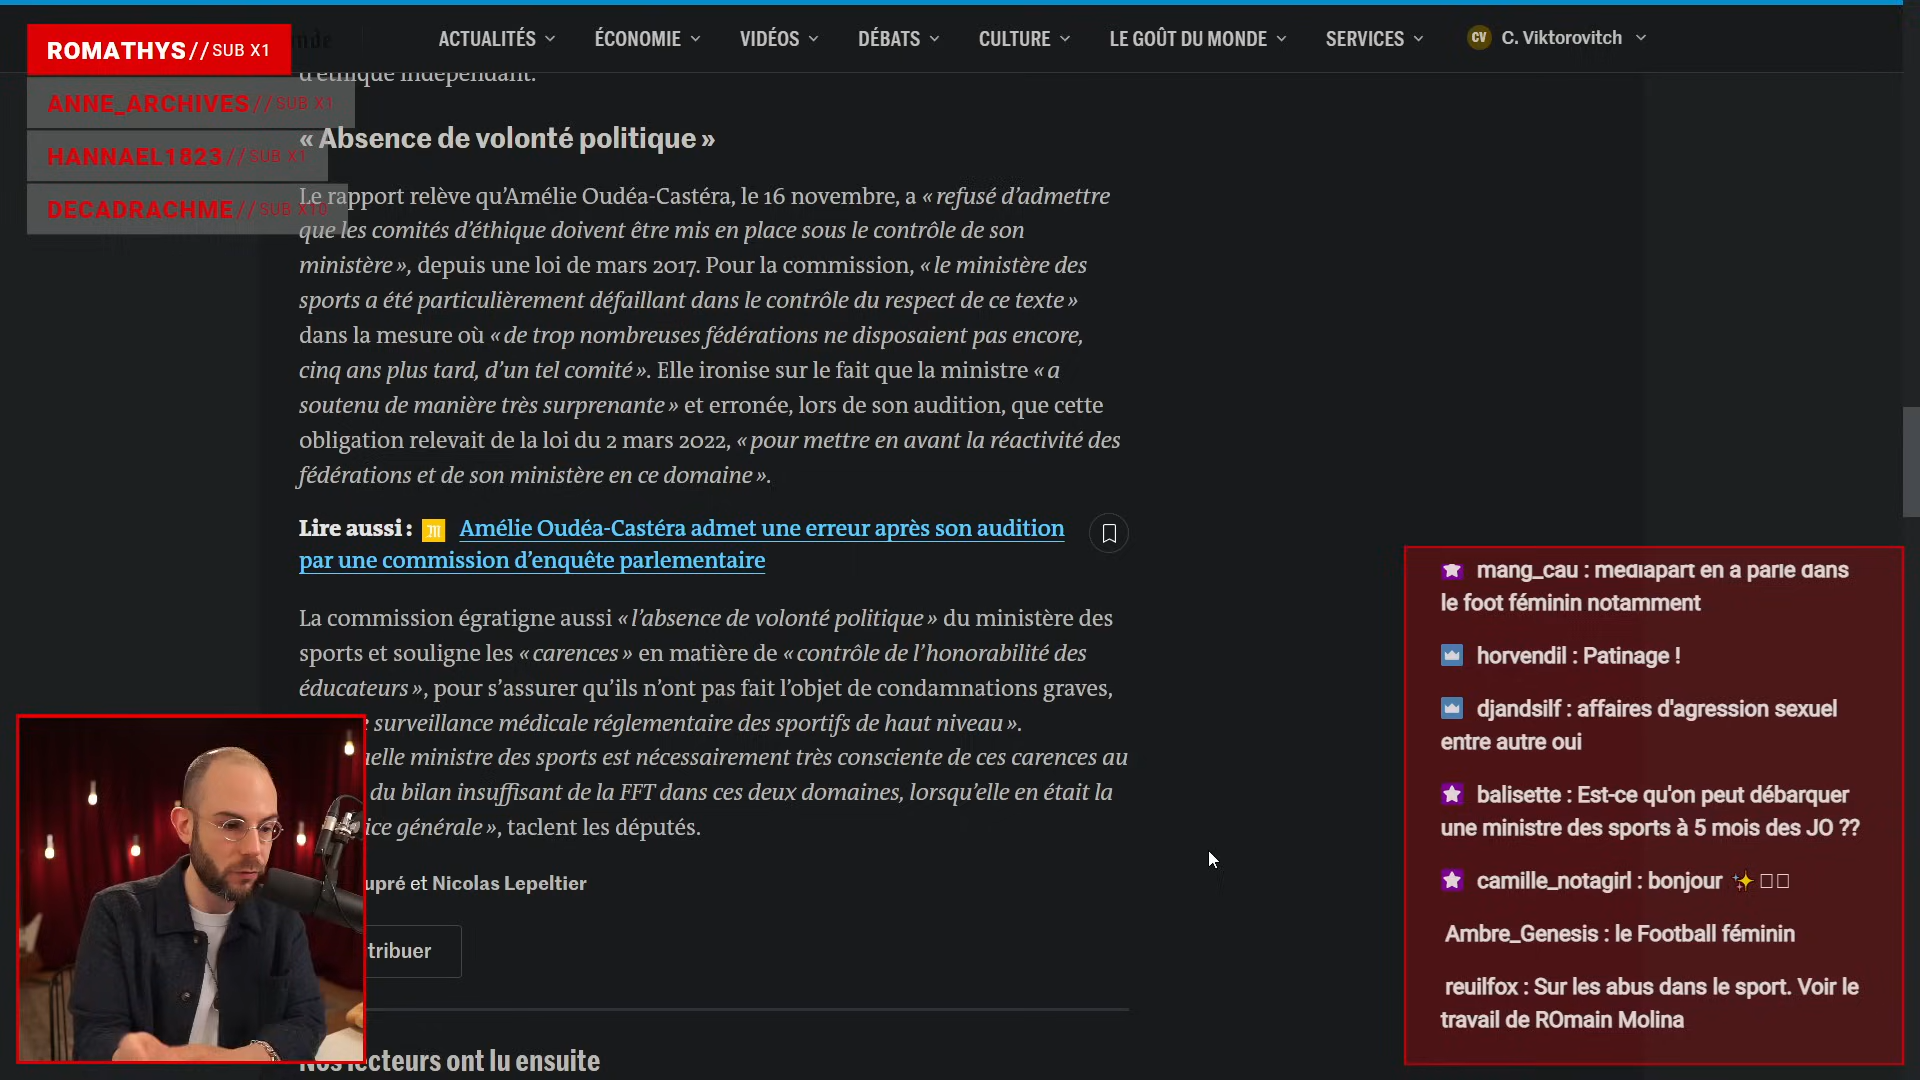 ROMATHYS//SUB X1
ANNE_ARCHIVES//SUB X1
HANNAEL1823//SUB X1
DECADRACHME//SUB X10
nde
ACTUALITÉS
ÉCONOMIE
VIDÉOS
DÉBATS
CULTURE
LE GOÛT DU MONDE
SERVICES
CV
C. Viktorovitch
d'éthique indépendant.
« Absence de volonté politique »
Le rapport relève qu'Amélie Oudéa-Castéra, le 16 novembre, a « refusé d'admettre
que les comités d'éthique doivent être mis en place sous le contrôle de son
ministère », depuis une loi de mars 2017. Pour la commission, « le ministère des
sports a été particulièrement défaillant dans le contrôle du respect de ce texte »
dans la mesure où « de trop nombreuses fédérations ne disposaient pas encore,
cinq ans plus tard, d'un tel comité ». Elle ironise sur le fait que la ministre « a
soutenu de manière très surprenante » et erronée, lors de son audition, que cette
obligation relevait de la loi du 2 mars 2022, « pour mettre en avant la réactivité des
fédérations et de son ministère en ce domaine ».
Lire aussi : Amélie Oudéa-Castéra admet une erreur après son audition
par une commission d'enquête parlementaire
La commission égratigne aussi « l'absence de volonté politique » du ministère des
sports et souligne les « carences » en matière de « contrôle de l'honorabilité des
éducateurs », pour s'assurer qu'ils n'ont pas fait l'objet de condamnations graves,
surveillance médicale réglementaire des sportifs de haut niveau ».
elle ministre des sports est nécessairement très consciente de ces carences au
du bilan insuffisant de la FFT dans ces deux domaines, lorsqu'elle en était la
ice générale », taclent les députés.
upré et Nicolas Lepeltier
tribuer
Nos lecteurs ont lu ensuite
mang_cau : mediapart en a parlé dans
le foot féminin notamment
horvendil : Patinage !
djandsilf : affaires d'agression sexuel
entre autre oui
balisette : Est-ce qu'on peut débarquer
une ministre des sports à 5 mois des JO ??
camille_notagirl : bonjour ✨
Ambre_Genesis : le Football féminin
reuilfox : Sur les abus dans le sport. Voir le
travail de ROmain Molina